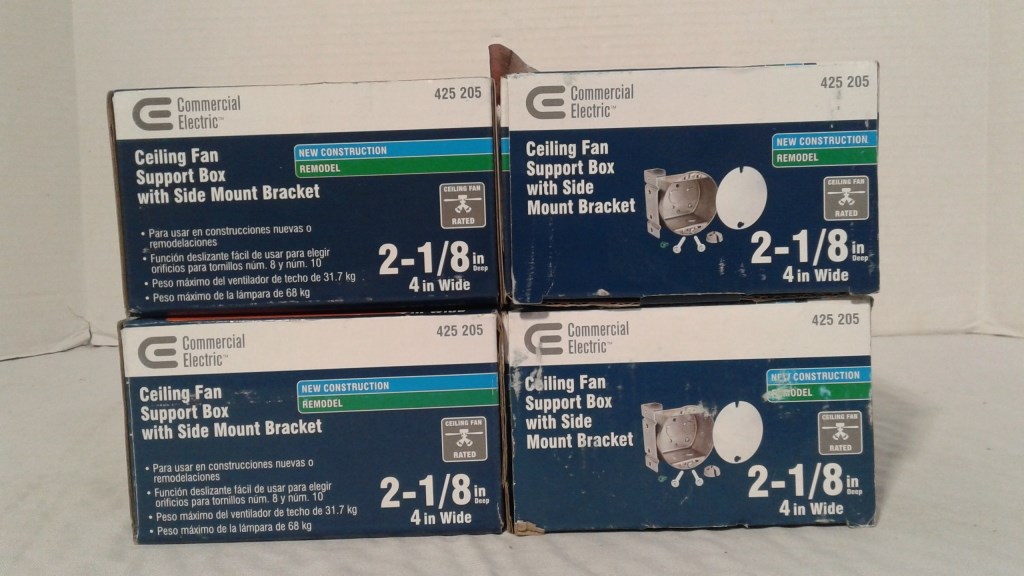 Commercial
Electric™
425 205
Ceiling Fan
Support Box
with Side Mount Bracket
NEW CONSTRUCTION
REMODEL
CEILING FAN
RATED
• Para usar en construcciones nuevas o
remodelaciones
• Función deslizante fácil de usar para elegir
orificios para tornillos núm. 8 y núm. 10
• Peso máximo del ventilador de techo de 31.7 kg
• Peso máximo de la lámpara de 68 kg
2-1/8 in
Deep
4 in Wide
Commercial
Electric™
425 205
Ceiling Fan
Support Box
with Side
Mount Bracket
NEW CONSTRUCTION
REMODEL
CEILING FAN
RATED
2-1/8 in
Deep
4 in Wide
Commercial
Electric™
425 205
Ceiling Fan
Support Box
with Side Mount Bracket
NEW CONSTRUCTION
REMODEL
CEILING FAN
RATED
• Para usar en construcciones nuevas o
remodelaciones
• Función deslizante fácil de usar para elegir
orificios para tornillos núm. 8 y núm. 10
• Peso máximo del ventilador de techo de 31.7 kg
• Peso máximo de la lámpara de 68 kg
2-1/8 in
Deep
4 in Wide
Commercial
Electric™
425 205
Ceiling Fan
Support Box
with Side
Mount Bracket
NEW CONSTRUCTION
REMODEL
CEILING FAN
RATED
2-1/8 in
Deep
4 in Wide